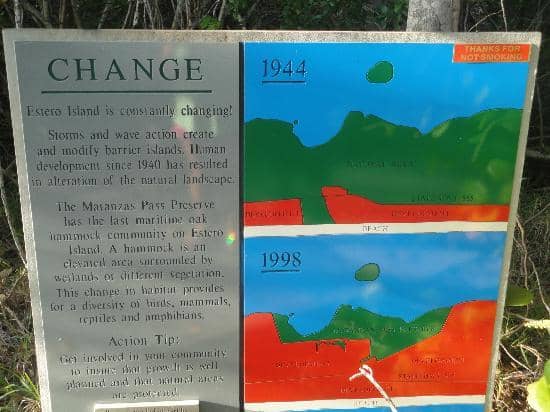 CHANGE
Estero Island is constantly changing!
Storms and wave action create
and modify barrier islands. Human
development since 1940 has resulted
in alteration of the natural landscape.
The Matanzas Pass Preserve
has the last maritime oak
hammock community on Estero
Island. A hammock is an
elevated area surrounded by
wetlands of different vegetation.
This change in habitat provides
for a diversity of birds, mammals,
reptiles and amphibians.
Action Tip:
Get involved in your community
to insure that growth is well
planned and that natural areas
are protected.
THANKS FOR
NOT SMOKING
1944
NATURAL AREA
DEVELOPMENT
BEACH
1998